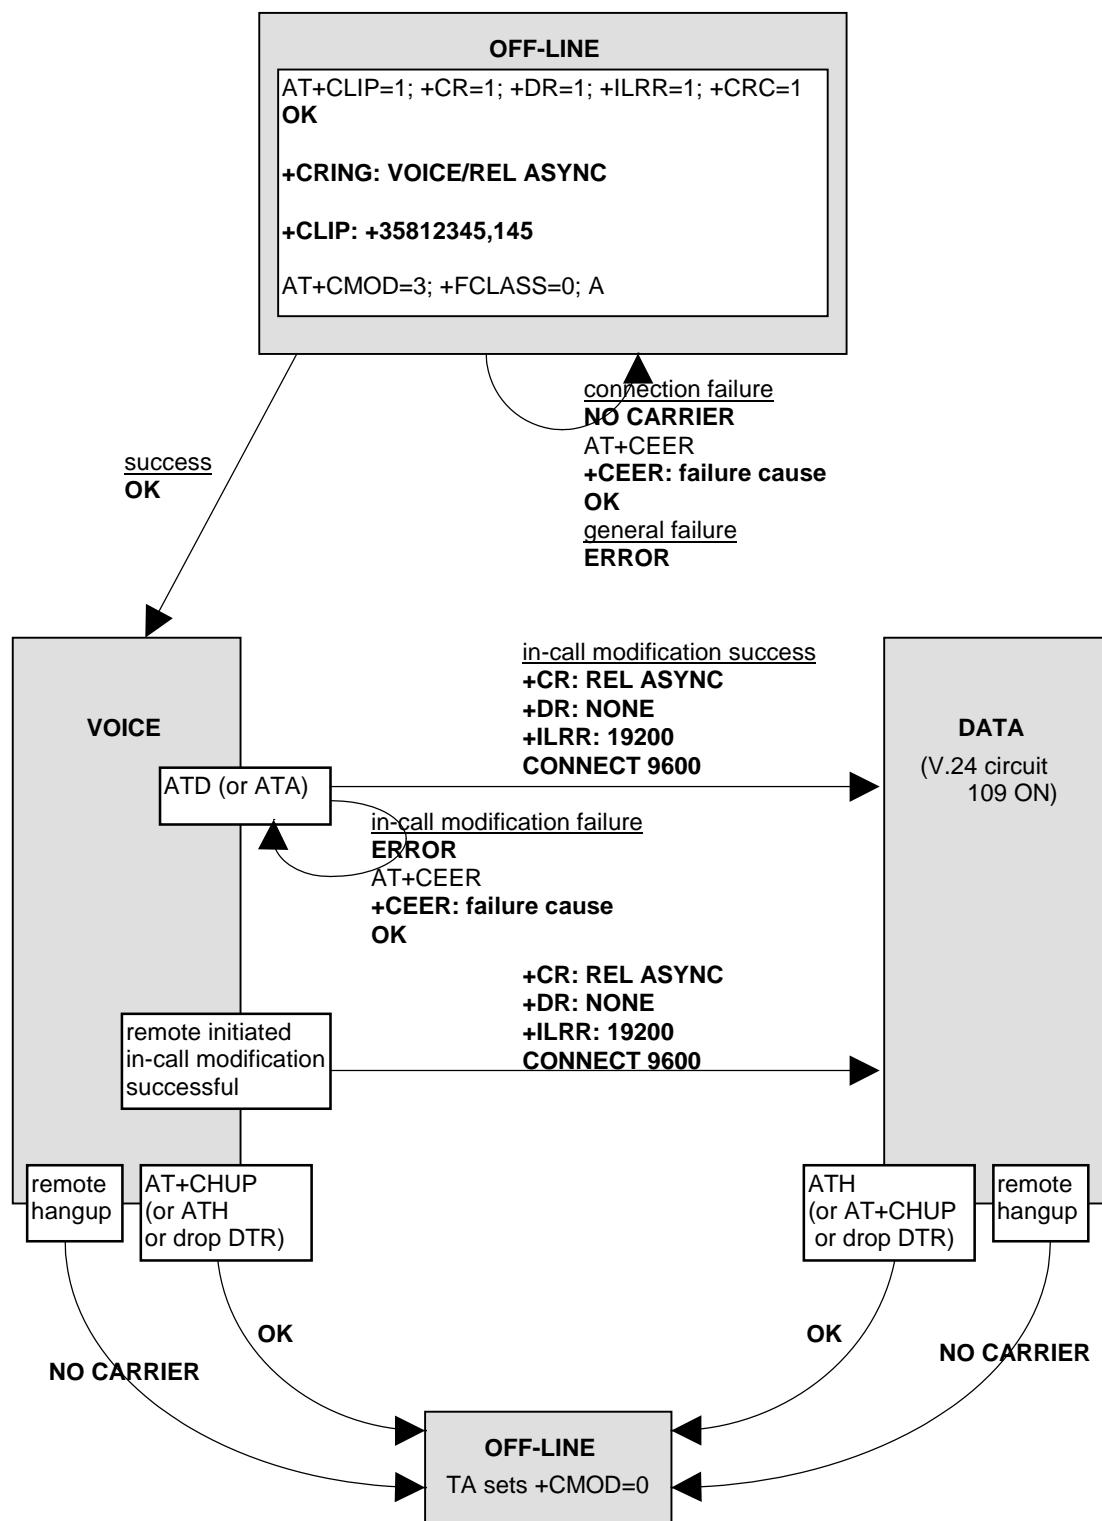 OFF-LINE
AT+CLIP=1; +CR=1; +DR=1; +ILRR=1; +CRC=1
OK
+CRING: VOICE/REL ASYNC
+CLIP: +35812345,145
AT+CMOD=3; +FCLASS=0; A
connection failure
NO CARRIER
AT+CEER
+CEER: failure cause
OK
general failure
ERROR
success
OK
VOICE
ATD (or ATA)
in-call modification success
+CR: REL ASYNC
+DR: NONE
+ILRR: 19200
CONNECT 9600
DATA
(V.24 circuit
109 ON)
in-call modification failure
ERROR
AT+CEER
+CEER: failure cause
OK
remote initiated
in-call modification
successful
+CR: REL ASYNC
+DR: NONE
+ILRR: 19200
CONNECT 9600
remote
hangup
AT+CHUP
(or ATH
or drop DTR)
ATH
(or AT+CHUP
or drop DTR)
remote
hangup
OK
NO CARRIER
OK
NO CARRIER
OFF-LINE
TA sets +CMOD=0